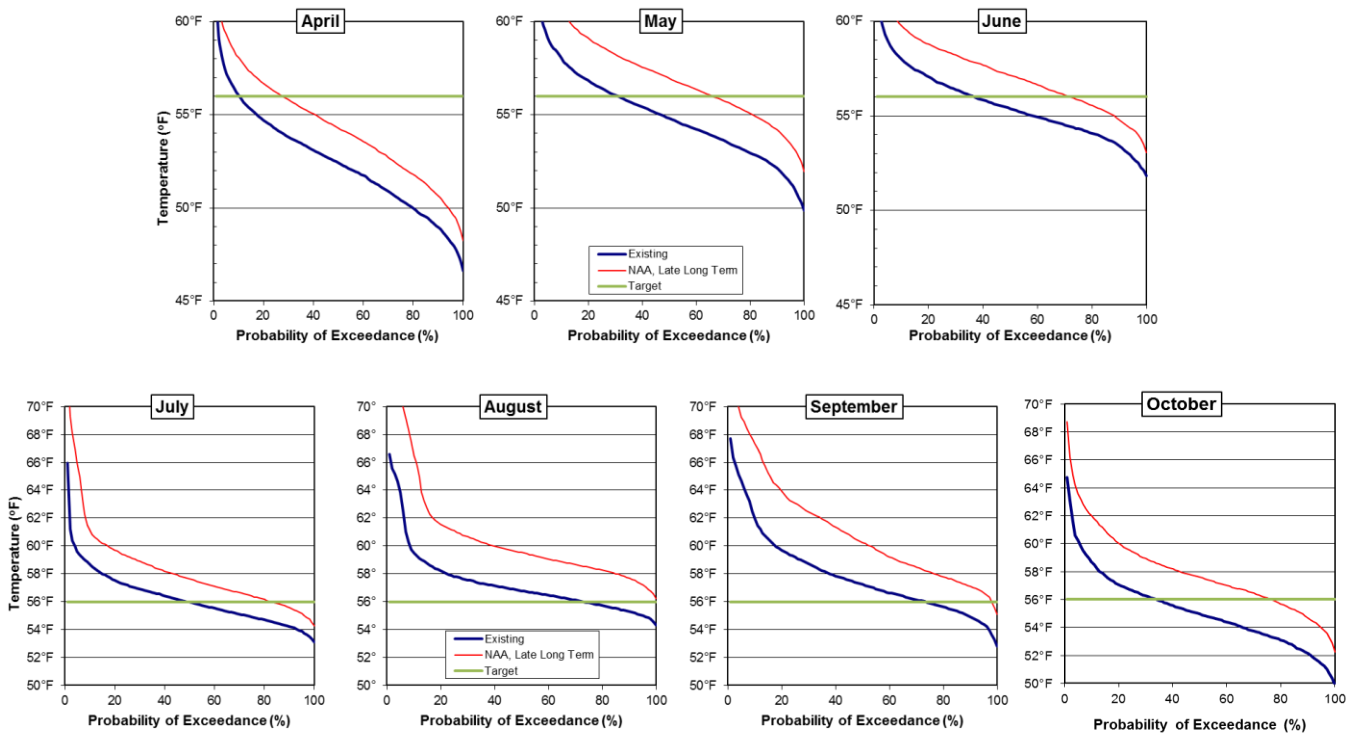 April
May
June
Temperature (°F)
60°F
55°F
50°F
45°F
0 20 40 60 80 100
Probability of Exceedance (%)
60°F
55°F
50°F
45°F
Existing
NAA, Late Long Term
Target
0 20 40 60 80 100
Probability of Exceedance (%)
60°F
55°F
50°F
45°F
0 20 40 60 80 100
Probability of Exceedance (%)
July
August
September
October
Temperature (°F)
70°F
68°F
66°F
64°F
62°F
60°F
58°F
56°F
54°F
52°F
50°F
0 20 40 60 80 100
Probability of Exceedance (%)
70°
68°
66°
64°
62°
60°
58°
56°
54°
52°
50°
Existing
NAA, Late Long Term
Target
0 20 40 60 80 100
Probability of Exceedance (%)
70°F
68°F
66°F
64°F
62°F
60°F
58°F
56°F
54°F
52°F
50°F
0 20 40 60 80 100
Probability of Exceedance (%)
70°F
68°F
66°F
64°F
62°F
60°F
58°F
56°F
54°F
52°F
50°F
0 20 40 60 80 100
Probability of Exceedance (%)